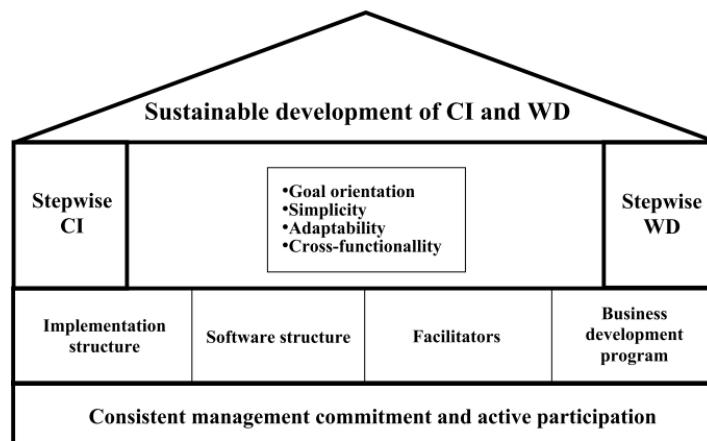 Sustainable development of CI and WD
Stepwise
CI
•Goal orientation
•Simplicity
•Adaptability
•Cross-functionallity
Stepwise
WD
Implementation
structure
Software structure
Facilitators
Business
development
program
Consistent management commitment and active participation